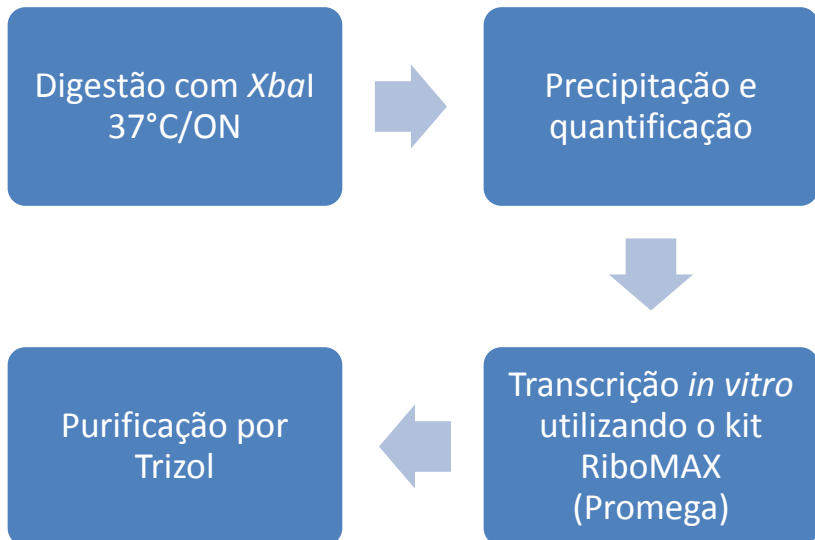 Digestão com XbaI
37°C/ON
Precipitação e
quantificação
Transcrição in vitro
utilizando o kit
RiboMAX
(Promega)
Purificação por
Trizol